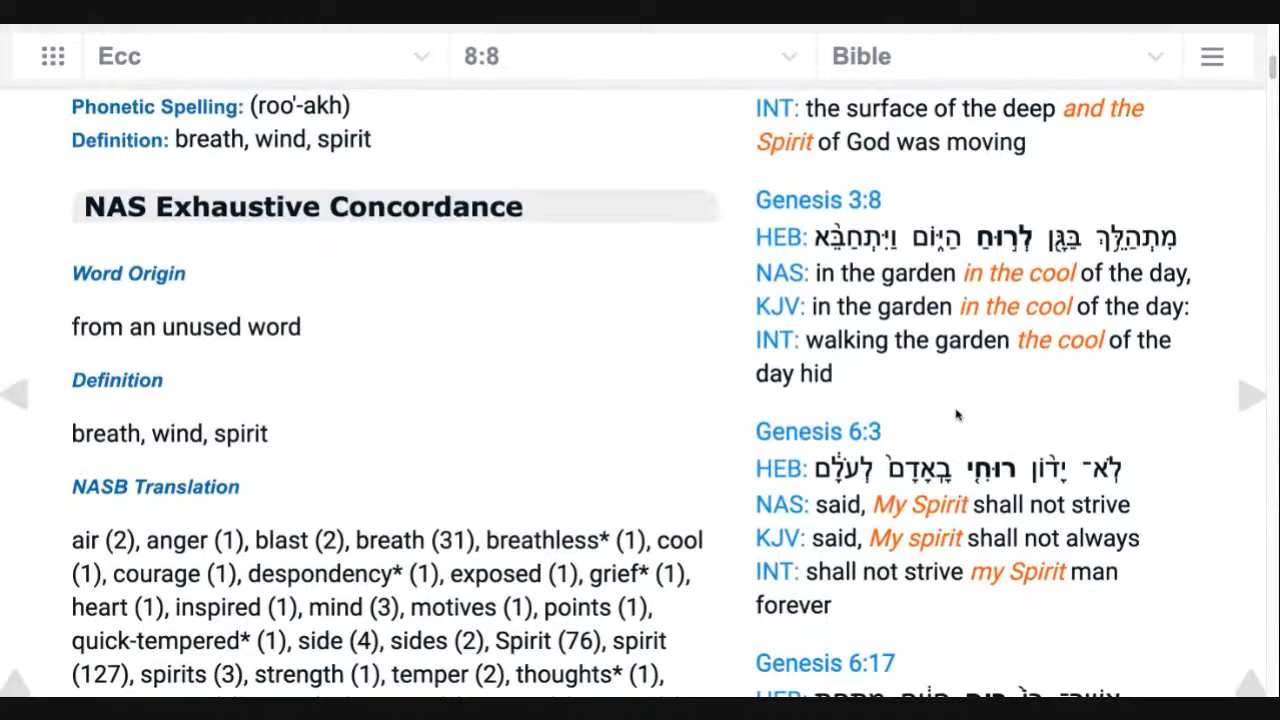 Ecc
8:8
Bible
Phonetic Spelling: (roo'-akh)
Definition: breath, wind, spirit
NAS Exhaustive Concordance
Word Origin
from an unused word
Definition
breath, wind, spirit
NASB Translation
air (2), anger (1), blast (2), breath (31), breathless* (1), cool
(1), courage (1), despondency* (1), exposed (1), grief* (1),
heart (1), inspired (1), mind (3), motives (1), points (1),
quick-tempered* (1), side (4), sides (2), Spirit (76), spirit
(127), spirits (3), strength (1), temper (2), thoughts* (1),
INT: the surface of the deep and the
Spirit of God was moving
Genesis 3:8
HEB: מִתְהַלֵּ֥ךְ בַּגָּ֖ן לְר֣וּחַ הַיּ֑וֹם וַיִּתְחַבֵּ֨א
NAS: in the garden in the cool of the day,
KJV: in the garden in the cool of the day:
INT: walking the garden the cool of the
day hid
Genesis 6:3
HEB: לֹֽא־ יָד֨וֹן רוּחִ֤י בָֽאָדָם֙ לְעֹלָ֔ם
NAS: said, My Spirit shall not strive
KJV: said, My spirit shall not always
INT: shall not strive my Spirit man
forever
Genesis 6:17